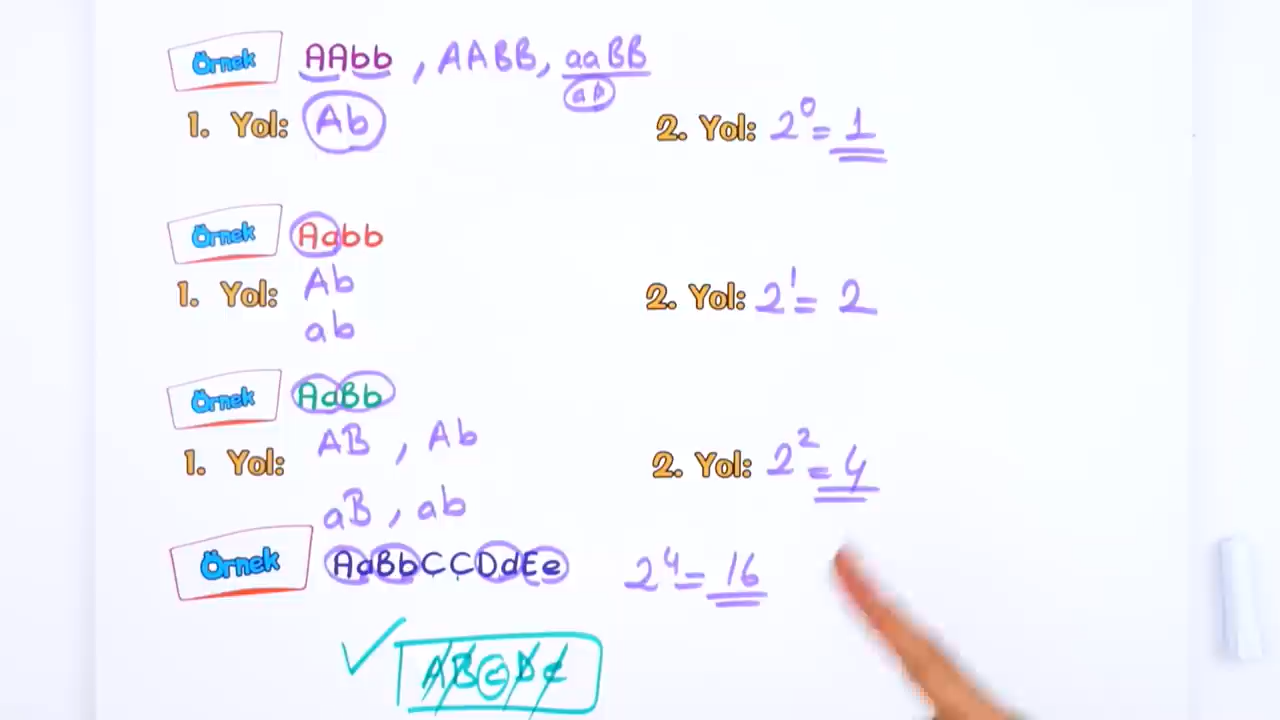 Örnek AAbb , AABB, aaBB
aB
1. Yol: Ab 2. Yol: 2⁰ = 1
Örnek Aabb
1. Yol: Ab 2. Yol: 2¹ = 2
ab
Örnek AaBb
1. Yol: AB , Ab 2. Yol: 2² = 4
aB , ab
Örnek AaBbCCDdEe 2⁴ = 16
ABCDe